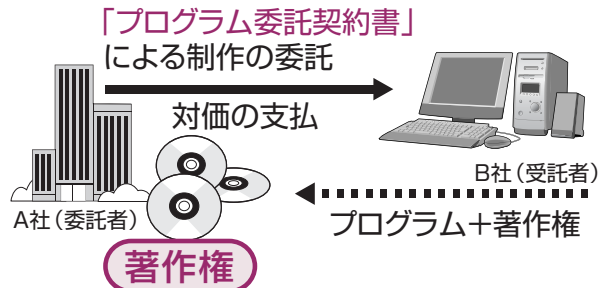 「プログラム委託契約書」
による制作の委託
対価の支払
B社（受託者）
A社（委託者）
プログラム＋著作権
著作権